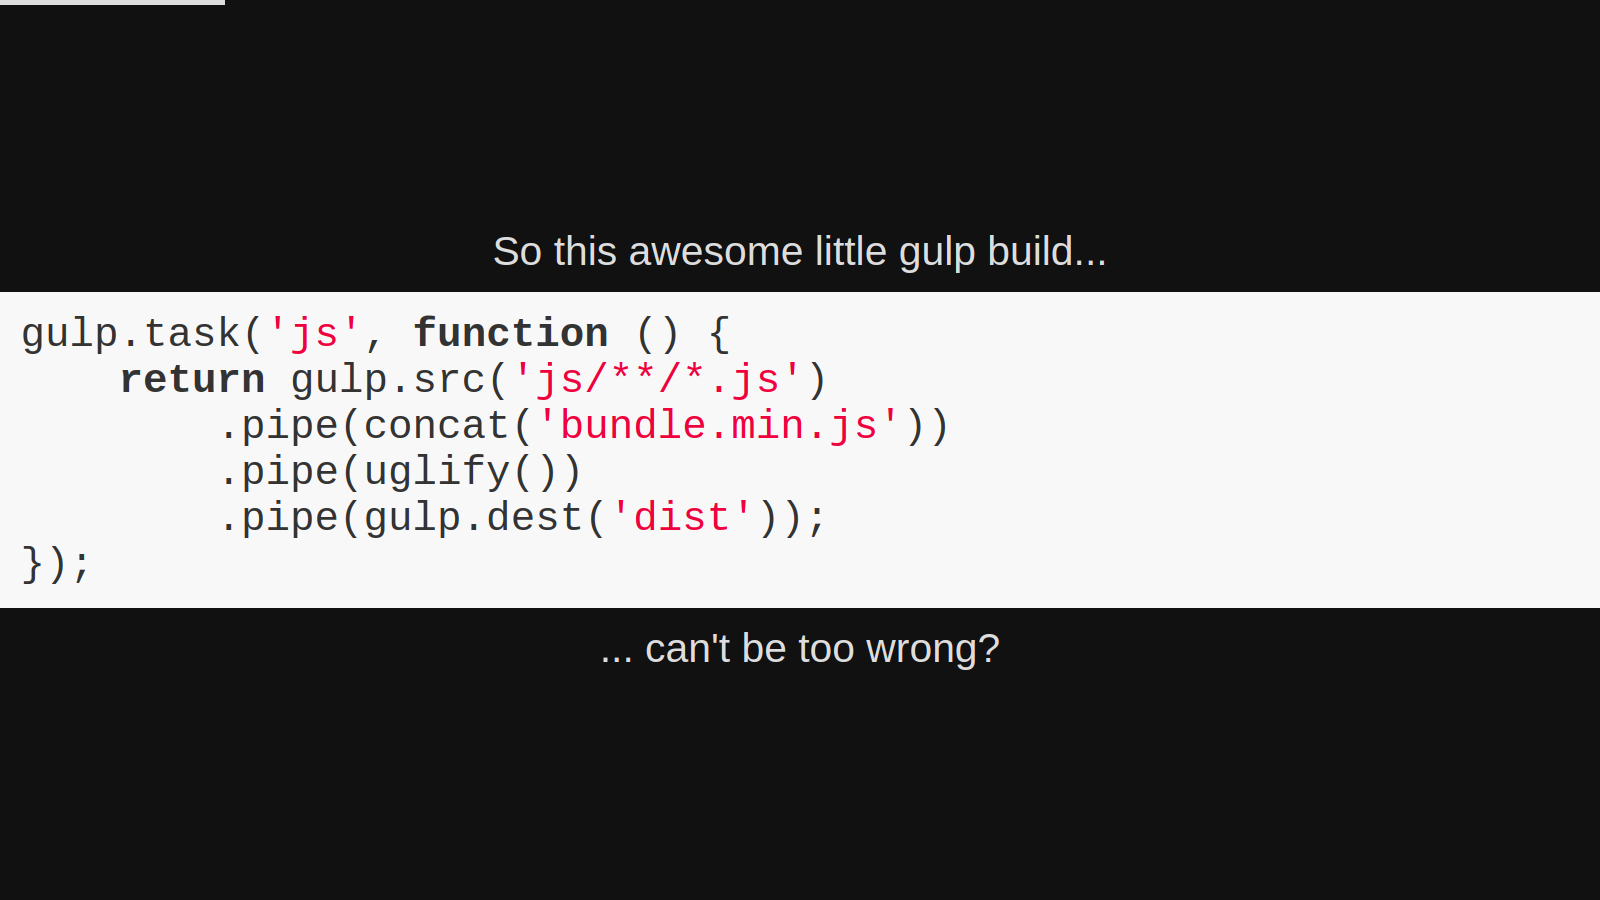 So this awesome little gulp build...
gulp.task('js', function () {
    return gulp.src('js/**/*.js')
        .pipe(concat('bundle.min.js'))
        .pipe(uglify())
        .pipe(gulp.dest('dist'));
});
... can't be too wrong?